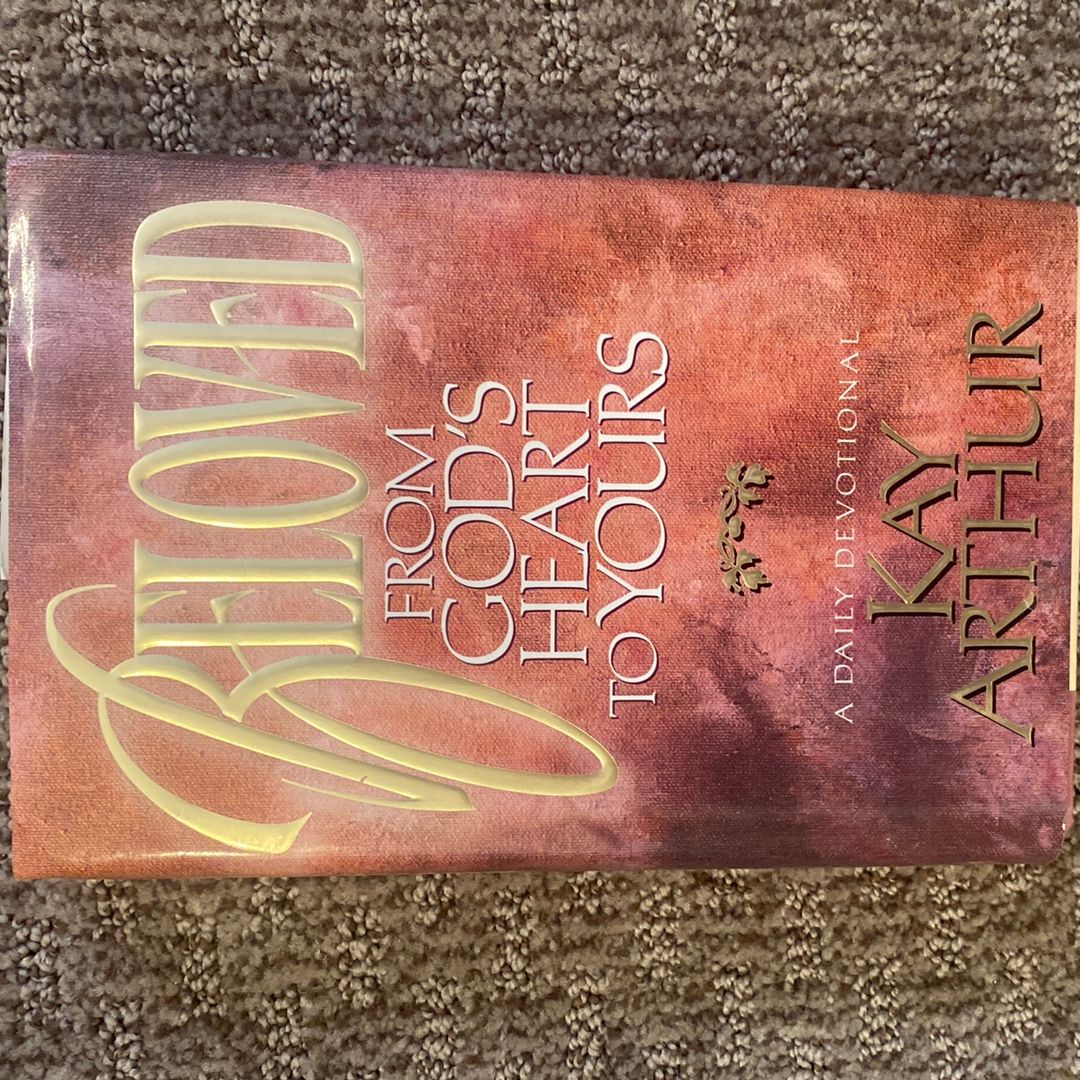 BELOVED
FROM
GOD'S
HEART
TO YOURS
A DAILY DEVOTIONAL
KAY
ARTHUR